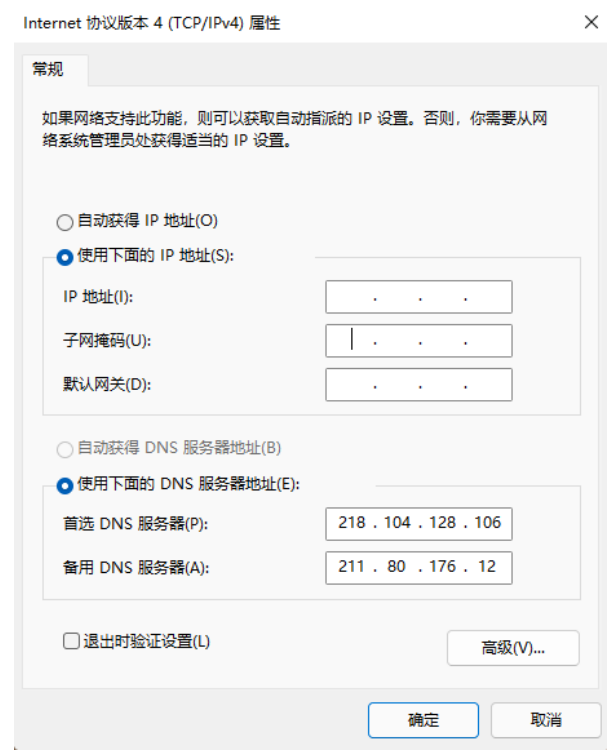 Internet 协议版本 4 (TCP/IPv4) 属性
常规
如果网络支持此功能，则可以获取自动指派的 IP 设置。否则，你需要从网
络系统管理员处获得适当的 IP 设置。
自动获得 IP 地址(O)
使用下面的 IP 地址(S):
IP 地址(I):
. . .
子网掩码(U):
. . .
默认网关(D):
. . .
自动获得 DNS 服务器地址(B)
使用下面的 DNS 服务器地址(E):
首选 DNS 服务器(P):
218 . 104 . 128 . 106
备用 DNS 服务器(A):
211 . 80 . 176 . 12
退出时验证设置(L)
高级(V)...
确定
取消